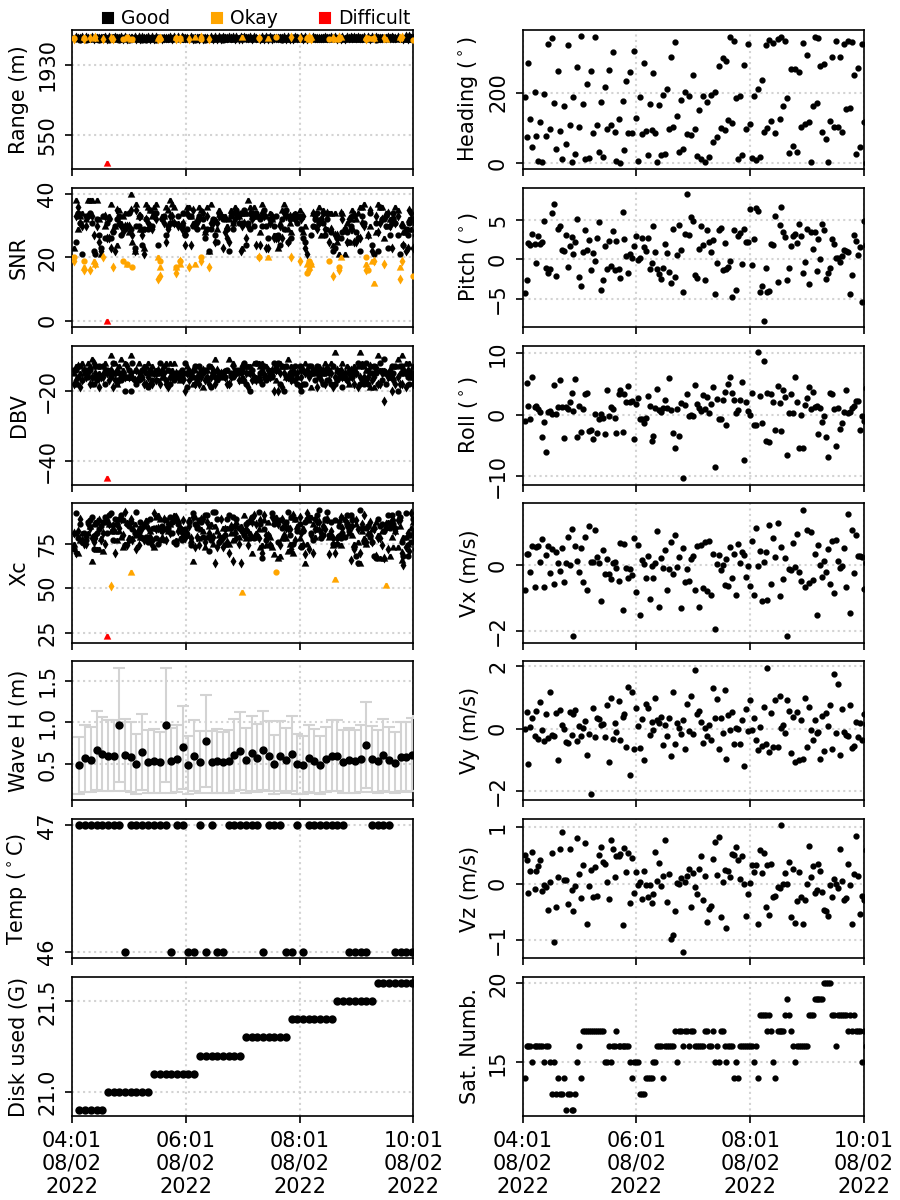 Good Okay Difficult
Range (m)
1930
550
SNR
40
20
0
DBV
−20
−40
Xc
75
50
25
Wave H (m)
1.5
1.0
0.5
Temp (°C)
47
46
Disk used (G)
21.5
21.0
04:01 06:01 08:01 10:01
08/02 08/02 08/02 08/02
2022 2022 2022 2022
Heading (°)
200
0
Pitch (°)
5
0
−5
Roll (°)
10
0
−10
Vx (m/s)
0
−2
Vy (m/s)
2
0
−2
Vz (m/s)
1
0
−1
Sat. Numb.
20
15
04:01 06:01 08:01 10:01
08/02 08/02 08/02 08/02
2022 2022 2022 2022